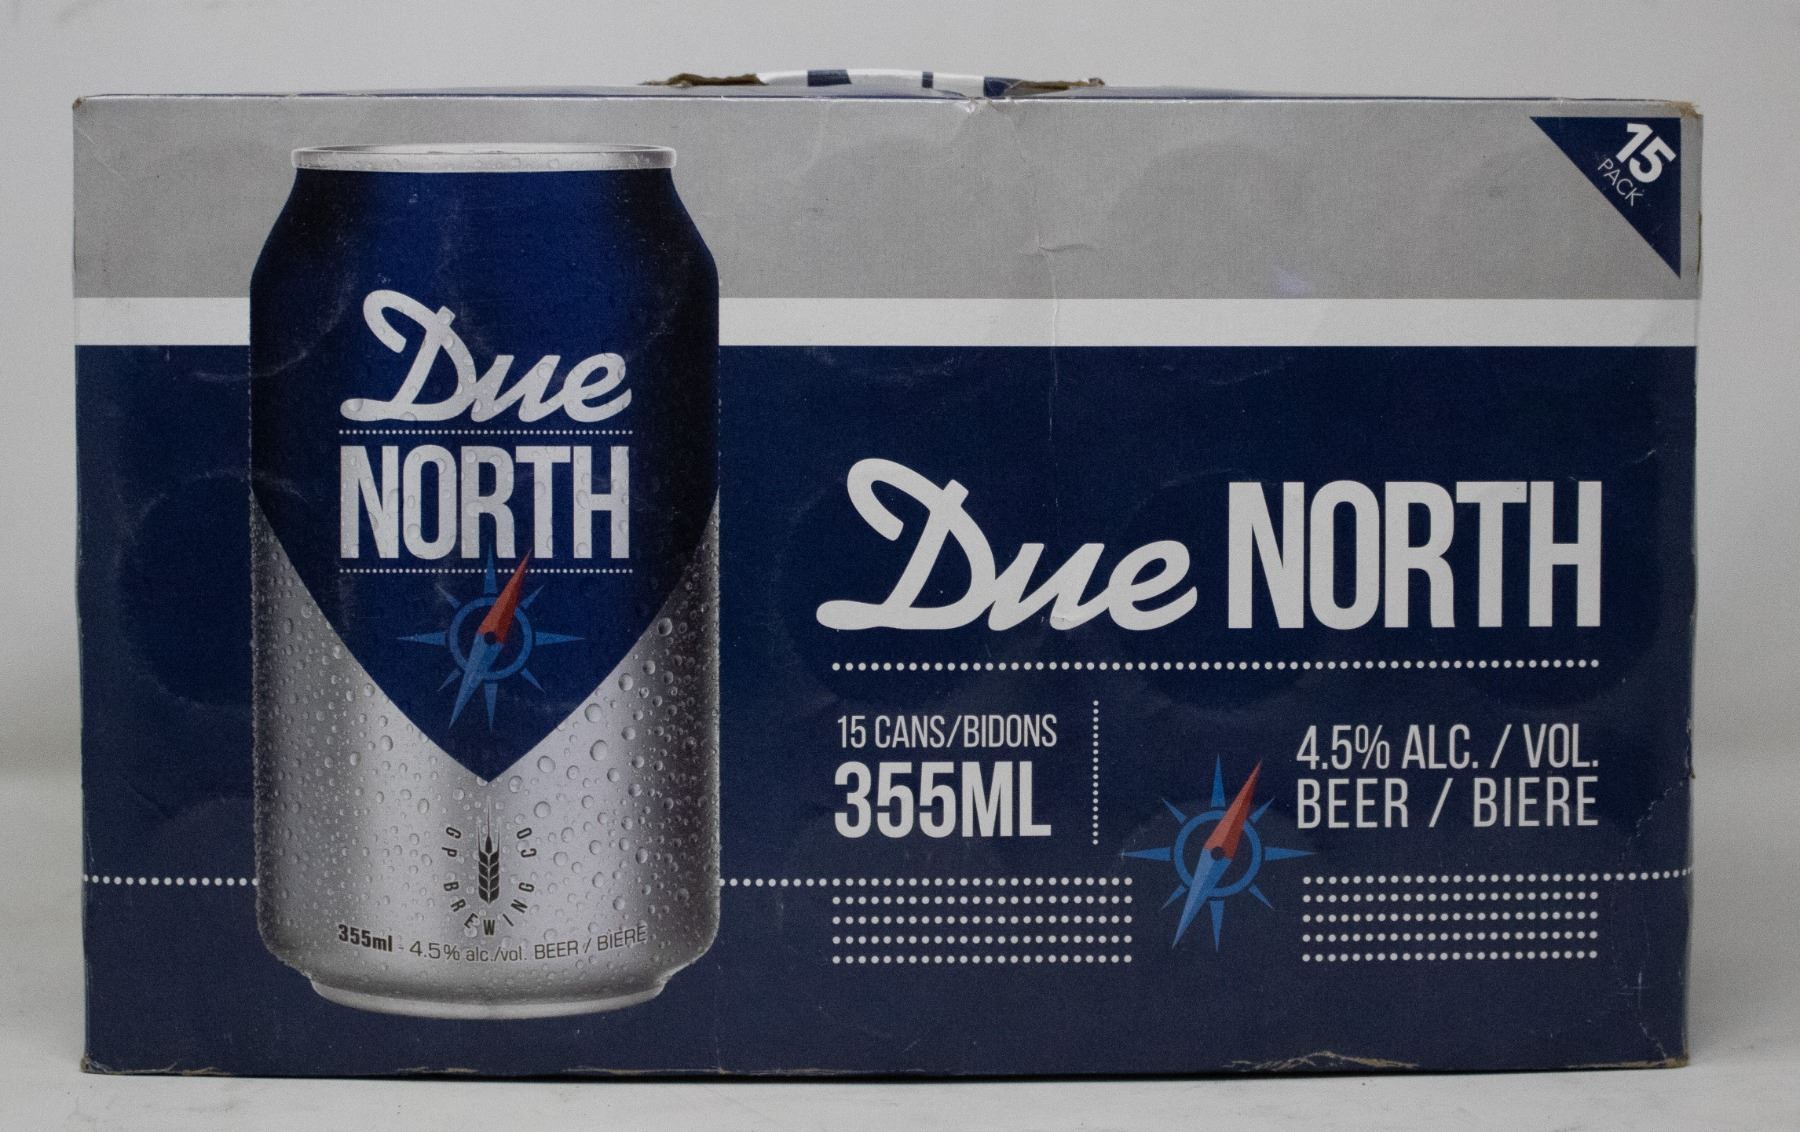 15
PACK
Due
NORTH
GP BREWING CO
355ml - 4.5% alc./vol. BEER / BIERE
Due NORTH
15 CANS/BIDONS
355ML
4.5% ALC. / VOL.
BEER / BIERE